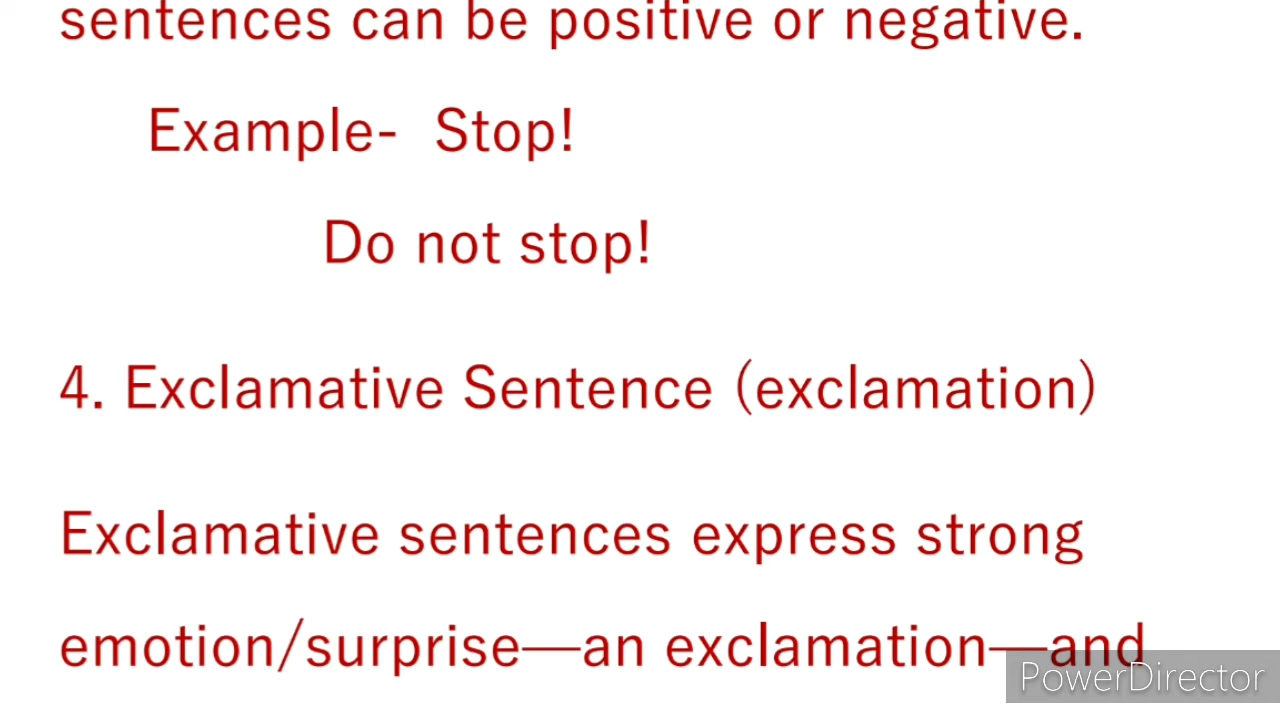 sentences can be positive or negative.
Example- Stop!
Do not stop!
4. Exclamative Sentence (exclamation)
Exclamative sentences express strong
emotion/surprise—an exclamation—and
PowerDirector